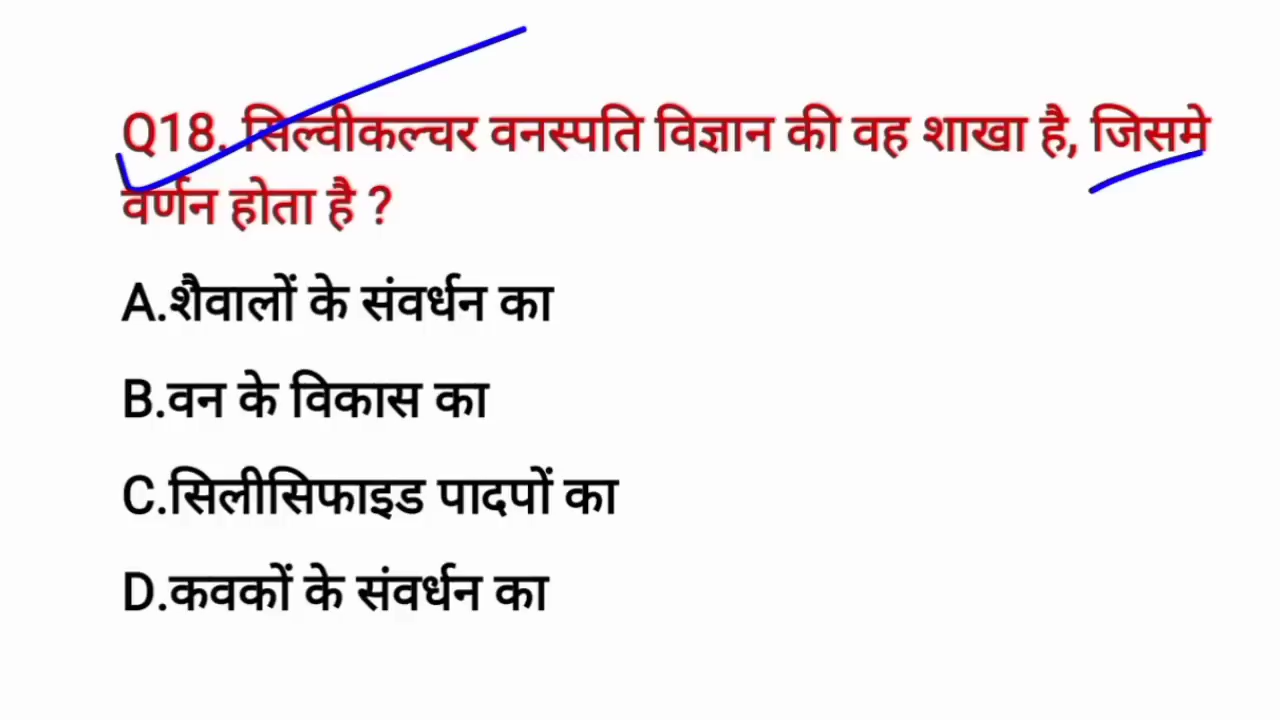 Q18. सिल्वीकल्चर वनस्पति विज्ञान की वह शाखा है, जिसमे
वर्णन होता है ?
A.शैवालों के संवर्धन का
B.वन के विकास का
C.सिलीसिफाइड पादपों का
D.कवकों के संवर्धन का